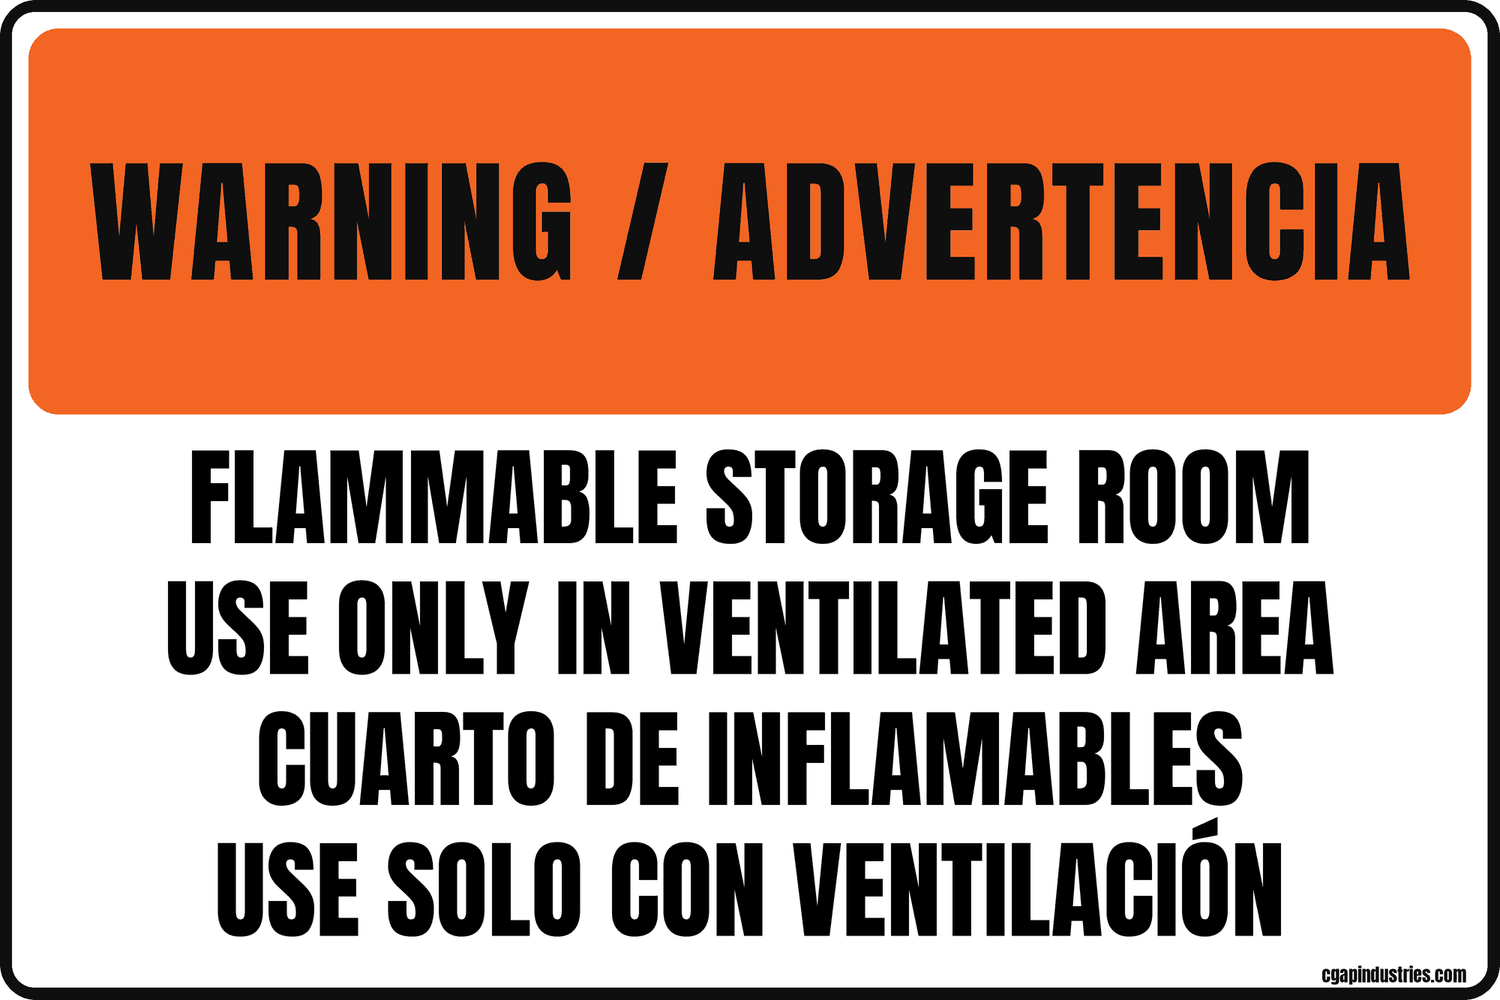 WARNING / ADVERTENCIA
FLAMMABLE STORAGE ROOM
USE ONLY IN VENTILATED AREA
CUARTO DE INFLAMABLES
USE SOLO CON VENTILACIÓN
cgapindustries.com